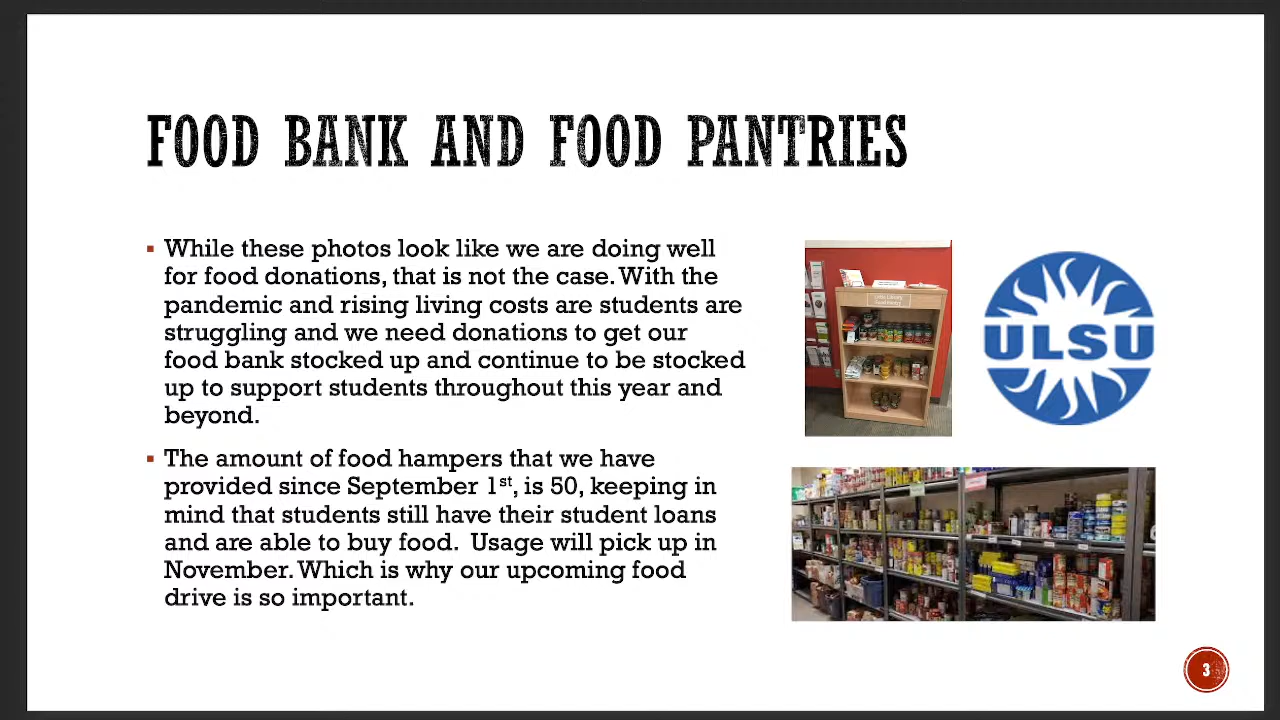 FOOD BANK AND FOOD PANTRIES
▪ While these photos look like we are doing well
for food donations, that is not the case. With the
pandemic and rising living costs are students are
struggling and we need donations to get our
food bank stocked up and continue to be stocked
up to support students throughout this year and
beyond.
▪ The amount of food hampers that we have
provided since September 1st, is 50, keeping in
mind that students still have their student loans
and are able to buy food.  Usage will pick up in
November. Which is why our upcoming food
drive is so important.
ULSU
3